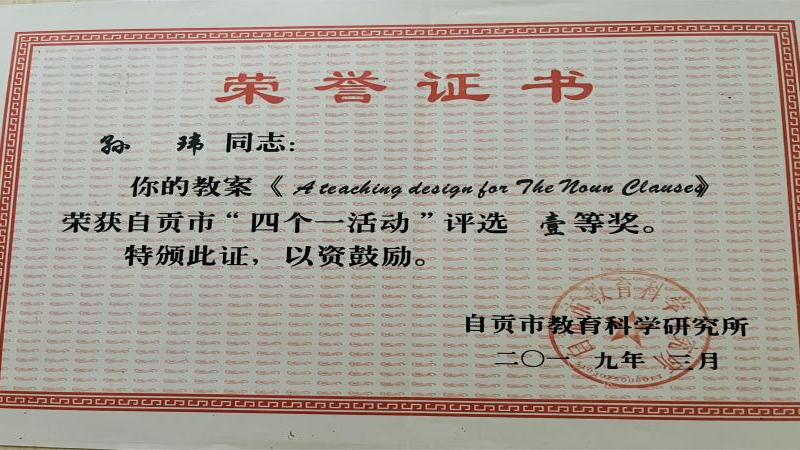 荣誉证书
孙 玮 同志：
你的教案《 A teaching design for The Noun Clauses》
荣获自贡市“四个一活动”评选 壹等奖。
特颁此证，以资鼓励。
自贡市教育科学研究所
二〇一九年 三月